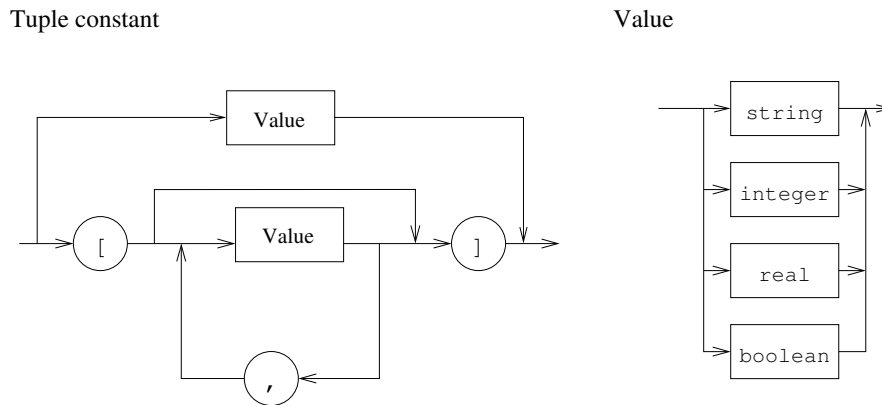 Tuple constant
Value
Value
string
[
Value
]
integer
real
,
boolean